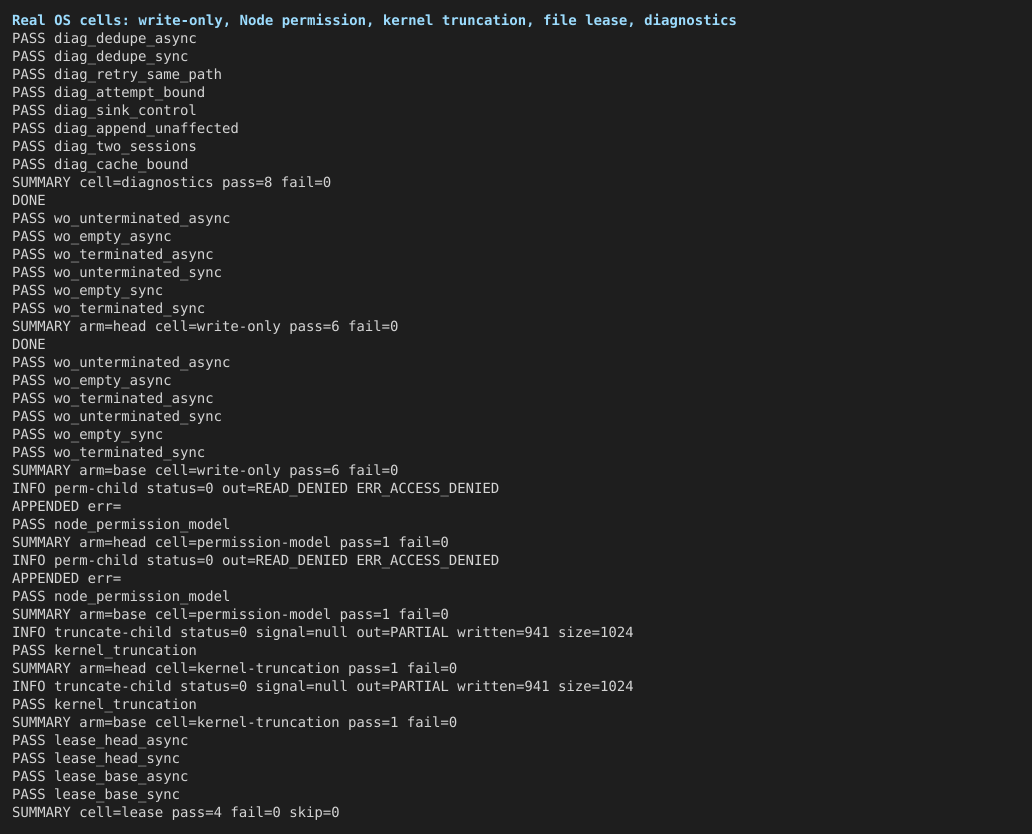 Real OS cells: write-only, Node permission, kernel truncation, file lease, diagnostics
PASS diag_dedupe_async
PASS diag_dedupe_sync
PASS diag_retry_same_path
PASS diag_attempt_bound
PASS diag_sink_control
PASS diag_append_unaffected
PASS diag_two_sessions
PASS diag_cache_bound
SUMMARY cell=diagnostics pass=8 fail=0
DONE
PASS wo_unterminated_async
PASS wo_empty_async
PASS wo_terminated_async
PASS wo_unterminated_sync
PASS wo_empty_sync
PASS wo_terminated_sync
SUMMARY arm=head cell=write-only pass=6 fail=0
DONE
PASS wo_unterminated_async
PASS wo_empty_async
PASS wo_terminated_async
PASS wo_unterminated_sync
PASS wo_empty_sync
PASS wo_terminated_sync
SUMMARY arm=base cell=write-only pass=6 fail=0
INFO perm-child status=0 out=READ_DENIED ERR_ACCESS_DENIED
APPENDED err=
PASS node_permission_model
SUMMARY arm=head cell=permission-model pass=1 fail=0
INFO perm-child status=0 out=READ_DENIED ERR_ACCESS_DENIED
APPENDED err=
PASS node_permission_model
SUMMARY arm=base cell=permission-model pass=1 fail=0
INFO truncate-child status=0 signal=null out=PARTIAL written=941 size=1024
PASS kernel_truncation
SUMMARY arm=head cell=kernel-truncation pass=1 fail=0
INFO truncate-child status=0 signal=null out=PARTIAL written=941 size=1024
PASS kernel_truncation
SUMMARY arm=base cell=kernel-truncation pass=1 fail=0
PASS lease_head_async
PASS lease_head_sync
PASS lease_base_async
PASS lease_base_sync
SUMMARY cell=lease pass=4 fail=0 skip=0